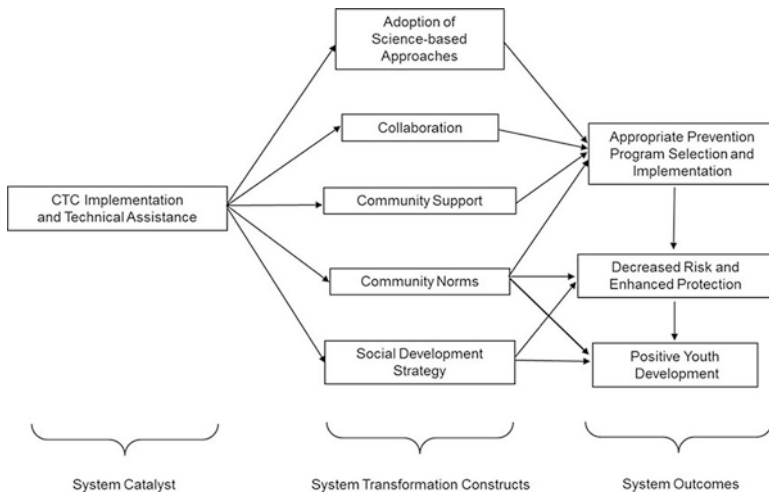 Adoption of
Science-based
Approaches
Collaboration
Appropriate Prevention
Program Selection and
Implementation
CTC Implementation
and Technical Assistance
Community Support
Community Norms
Decreased Risk and
Enhanced Protection
Social Development
Strategy
Positive Youth
Development
System Catalyst
System Transformation Constructs
System Outcomes